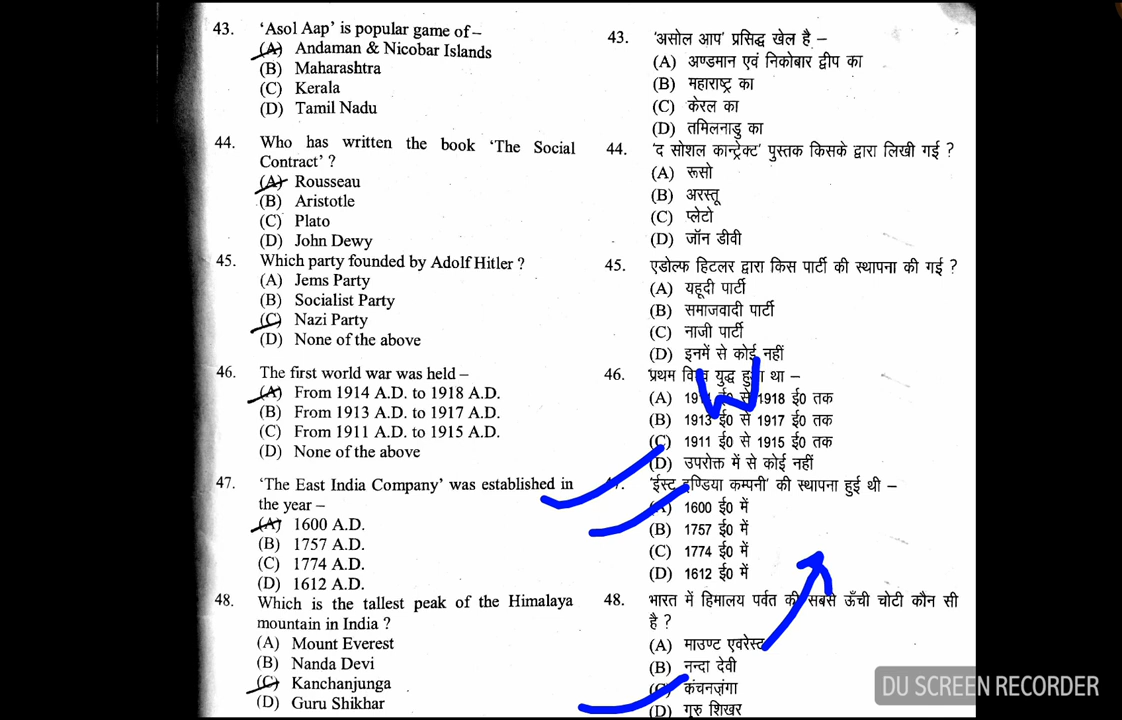 43. 'Asol Aap' is popular game of –
(A) Andaman & Nicobar Islands
(B) Maharashtra
(C) Kerala
(D) Tamil Nadu
44. Who has written the book 'The Social
Contract' ?
(A) Rousseau
(B) Aristotle
(C) Plato
(D) John Dewy
45. Which party founded by Adolf Hitler ?
(A) Jems Party
(B) Socialist Party
(C) Nazi Party
(D) None of the above
46. The first world war was held –
(A) From 1914 A.D. to 1918 A.D.
(B) From 1913 A.D. to 1917 A.D.
(C) From 1911 A.D. to 1915 A.D.
(D) None of the above
47. 'The East India Company' was established in
the year –
(A) 1600 A.D.
(B) 1757 A.D.
(C) 1774 A.D.
(D) 1612 A.D.
48. Which is the tallest peak of the Himalaya
mountain in India ?
(A) Mount Everest
(B) Nanda Devi
(C) Kanchanjunga
(D) Guru Shikhar
43. 'असोल आप' प्रसिद्ध खेल है –
(A) अण्डमान एवं निकोबार द्वीप का
(B) महाराष्ट्र का
(C) केरल का
(D) तमिलनाडु का
44. 'द सोशल कान्ट्रेक्ट' पुस्तक किसके द्वारा लिखी गई ?
(A) रूसो
(B) अरस्तू
(C) प्लेटो
(D) जॉन डीवी
45. एडोल्फ हिटलर द्वारा किस पार्टी की स्थापना की गई ?
(A) यहूदी पार्टी
(B) समाजवादी पार्टी
(C) नाजी पार्टी
(D) इनमें से कोई नहीं
46. प्रथम विश्व युद्ध हुआ था –
(A) ई0 से 1918 ई0 तक
(B) 1913 ई0 से 1917 ई0 तक
(C) 1911 ई0 से 1915 ई0 तक
(D) उपरोक्त में से कोई नहीं
'ईस्ट इण्डिया कम्पनी' की स्थापना हुई थी –
(A) 1600 ई0 में
(B) 1757 ई0 में
(C) 1774 ई0 में
(D) 1612 ई0 में
48. भारत में हिमालय पर्वत की सबसे ऊँची चोटी कौन सी
है ?
(A) माउण्ट एवरेस्ट
(B) नन्दा देवी
(C) कंचनज़ंगा
(D) गुरु शिखर
DU SCREEN RECORDER